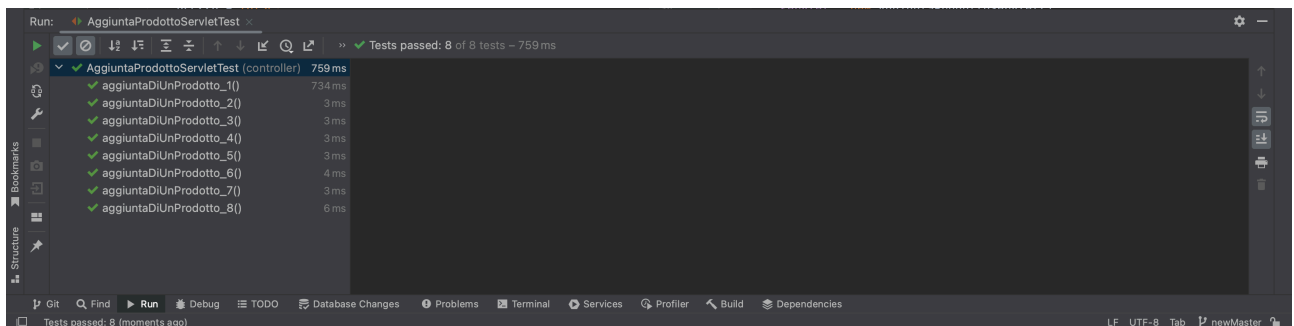 Run: AggiuntaProdottoServletTest
Tests passed: 8 of 8 tests – 759 ms
AggiuntaProdottoServletTest (controller) 759 ms
aggiuntaDiUnProdotto_1() 734 ms
aggiuntaDiUnProdotto_2() 3 ms
aggiuntaDiUnProdotto_3() 3 ms
aggiuntaDiUnProdotto_4() 3 ms
aggiuntaDiUnProdotto_5() 3 ms
aggiuntaDiUnProdotto_6() 4 ms
aggiuntaDiUnProdotto_7() 3 ms
aggiuntaDiUnProdotto_8() 6 ms
Bookmarks
Structure
Git Find Run Debug TODO Database Changes Problems Terminal Services Profiler Build Dependencies
Tests passed: 8 (moments ago) LF UTF-8 Tab newMaster